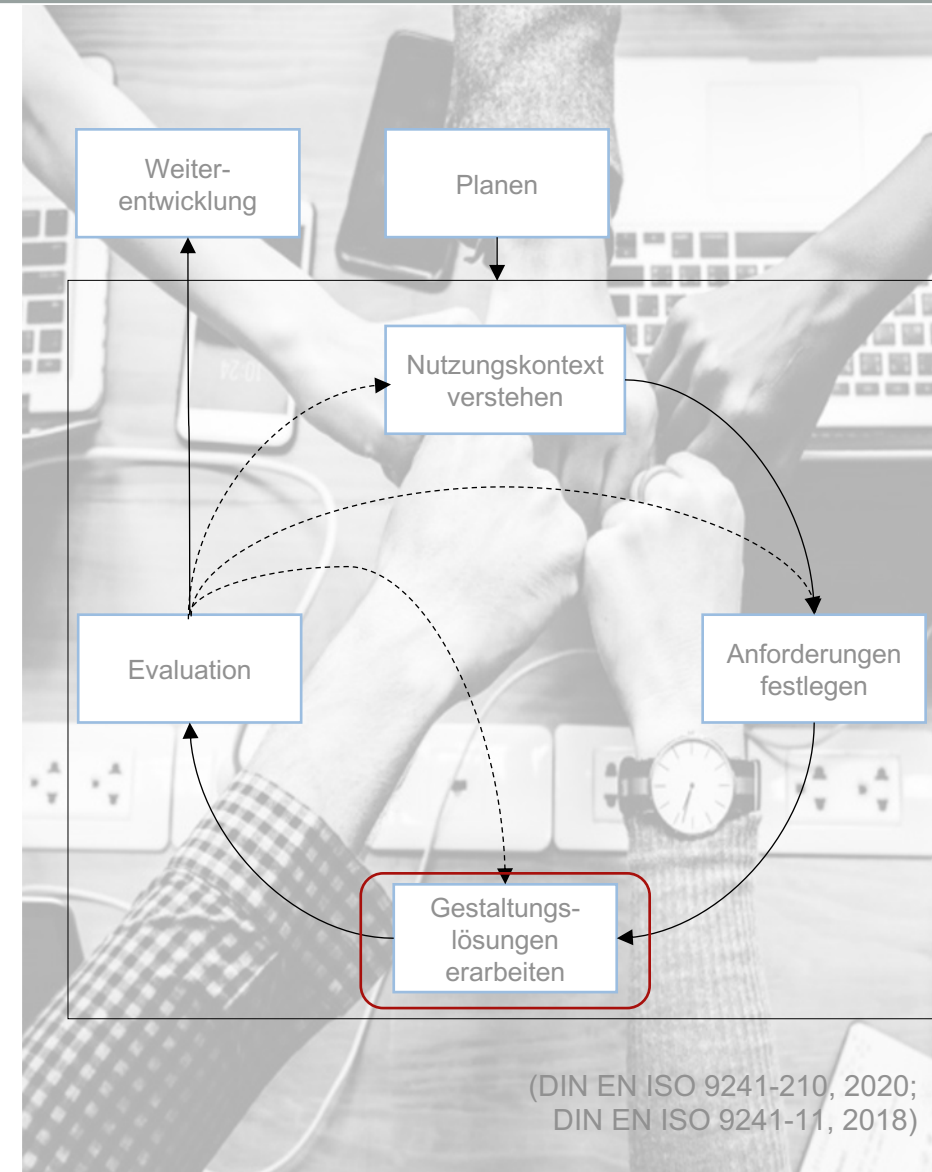 Weiter-
entwicklung
Planen
Nutzungskontext
verstehen
Evaluation
Anforderungen
festlegen
Gestaltungs-
lösungen
erarbeiten
(DIN EN ISO 9241-210, 2020;
DIN EN ISO 9241-11, 2018)